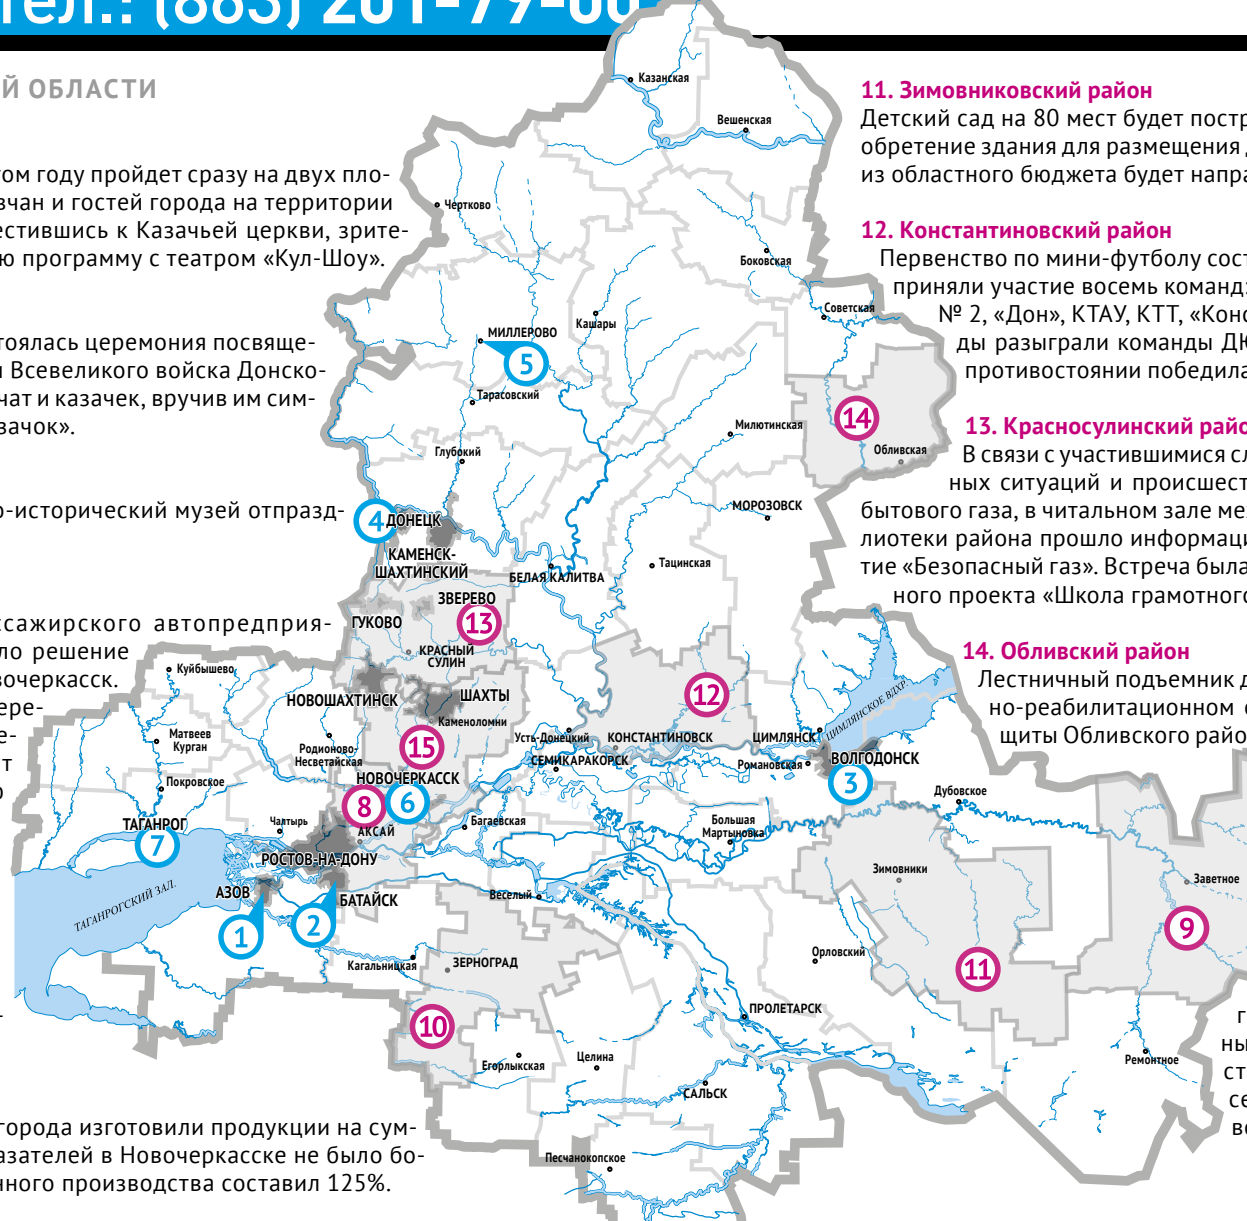 тел.: (863) 201-79-00
Й ОБЛАСТИ
том году пройдет сразу на двух пло-
вчан и гостей города на территории
естившись к Казачьей церкви, зрите-
ю программу с театром «Кул-Шоу».
тоялась церемония посвяще-
и Всевеликого войска Донско-
чат и казачек, вручив им сим-
вачок».
о-исторический музей отпразд-
ссажирского автопредприя-
ло решение
вочеркасск.
ере-
е-
т
о
города изготовили продукции на сум-
азателей в Новочеркасске не было бо-
нного производства составил 125%.
11. Зимовниковский район
Детский сад на 80 мест будет постр
обретение здания для размещения
из областного бюджета будет напра
12. Константиновский район
Первенство по мини-футболу сост
приняли участие восемь команд:
№ 2, «Дон», КТАУ, КТТ, «Конс
ды разыграли команды ДЮ
противостоянии победила
13. Красносулинский райо
В связи с участившимися сл
ных ситуаций и происшест
бытового газа, в читальном зале ме
лиотеки района прошло информаци
тие «Безопасный газ». Встреча была
ного проекта «Школа грамотного
14. Обливский район
Лестничный подъемник д
но-реабилитационном
щиты Обливского райо
г
ны
ст
се
во
Казанская
Вешенская
Чертково
Боковская
Советская
Кашары
МИЛЛЕРОВО
5
Тарасовский
14
Милютинская
Обливская
Глубокий
МОРОЗОВСК
4
ДОНЕЦК
КАМЕНСК-
ШАХТИНСКИЙ
БЕЛАЯ КАЛИТВА
Тацинская
ЗВЕРЕВО
ГУКОВО
13
КРАСНЫЙ
СУЛИН
Куйбышево
НОВОШАХТИНСК
ШАХТЫ
12
ЦИМЛЯНСКОЕ ВДХР.
Каменоломни
Матвеев
Курган
Родионово-
Несветайская
15
Усть-Донецкий
КОНСТАНТИНОВСК
ЦИМЛЯНСК
СЕМИКАРАКОРСК
Романовская
ВОЛГОДОНСК
3
Покровское
НОВОЧЕРКАССК
8
6
Дубовское
ТАГАНРОГ
7
Чалтырь
АКСАЙ
Багаевская
Большая
Мартыновка
РОСТОВ-НА-ДОНУ
Зимовники
Заветное
ТАГАНРОГСКИЙ ЗАЛ.
АЗОВ
БАТАЙСК
Веселый
1
2
9
Кагальницкая
ЗЕРНОГРАД
Орловский
11
10
ПРОЛЕТАРСК
Егорлыкская
Целина
Ремонтное
САЛЬСК
Песчанокопское